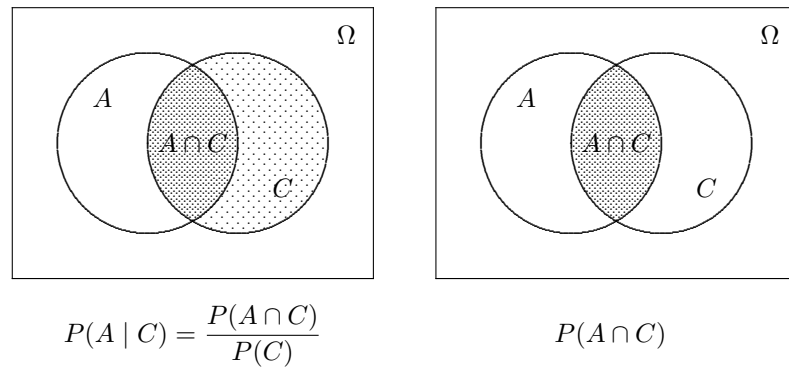 Ω
A
A ∩ C
C
Ω
A
A ∩ C
C
P(A | C) = P(A ∩ C) / P(C)
P(A ∩ C)